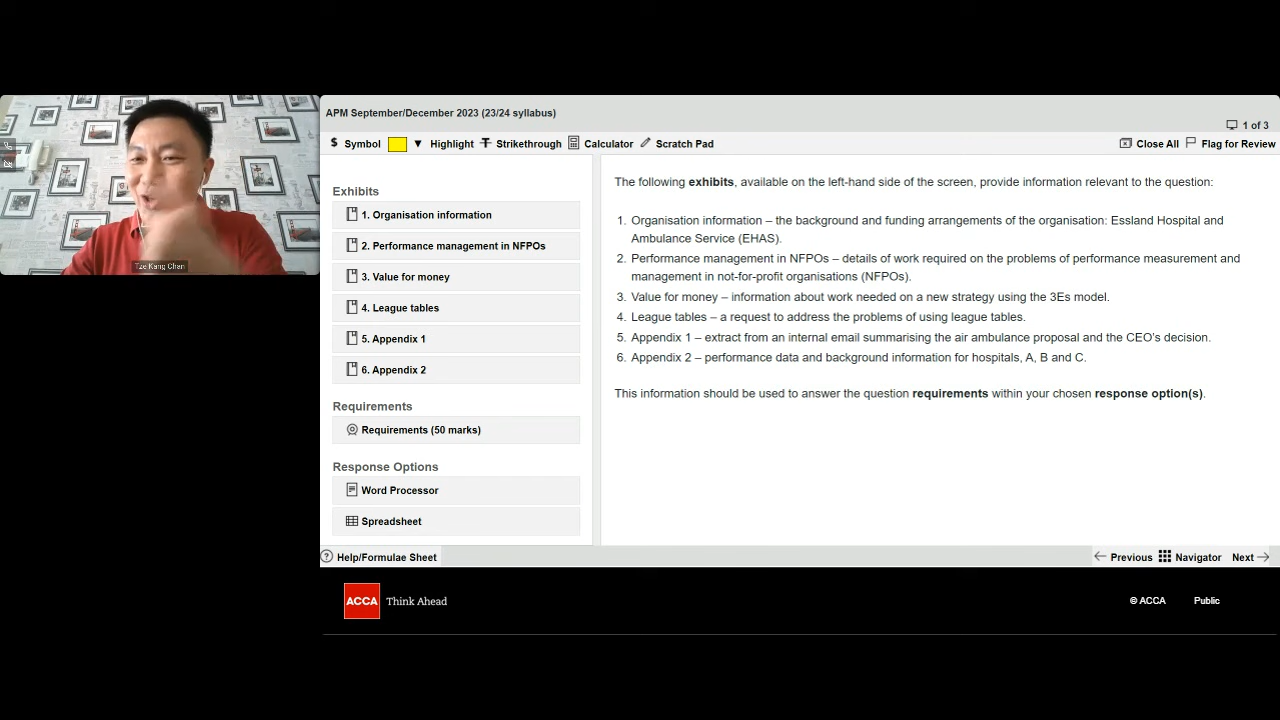 Tze Kang Chan
APM September/December 2023 (23/24 syllabus)
1 of 3
$ Symbol ▼ Highlight Strikethrough Calculator Scratch Pad Close All Flag for Review
Exhibits
1. Organisation information
2. Performance management in NFPOs
3. Value for money
4. League tables
5. Appendix 1
6. Appendix 2
Requirements
Requirements (50 marks)
Response Options
Word Processor
Spreadsheet
The following exhibits, available on the left-hand side of the screen, provide information relevant to the question:
1. Organisation information – the background and funding arrangements of the organisation: Essland Hospital and
Ambulance Service (EHAS).
2. Performance management in NFPOs – details of work required on the problems of performance measurement and
management in not-for-profit organisations (NFPOs).
3. Value for money – information about work needed on a new strategy using the 3Es model.
4. League tables – a request to address the problems of using league tables.
5. Appendix 1 – extract from an internal email summarising the air ambulance proposal and the CEO's decision.
6. Appendix 2 – performance data and background information for hospitals, A, B and C.
This information should be used to answer the question requirements within your chosen response option(s).
? Help/Formulae Sheet
Previous Navigator Next
ACCA Think Ahead
© ACCA Public